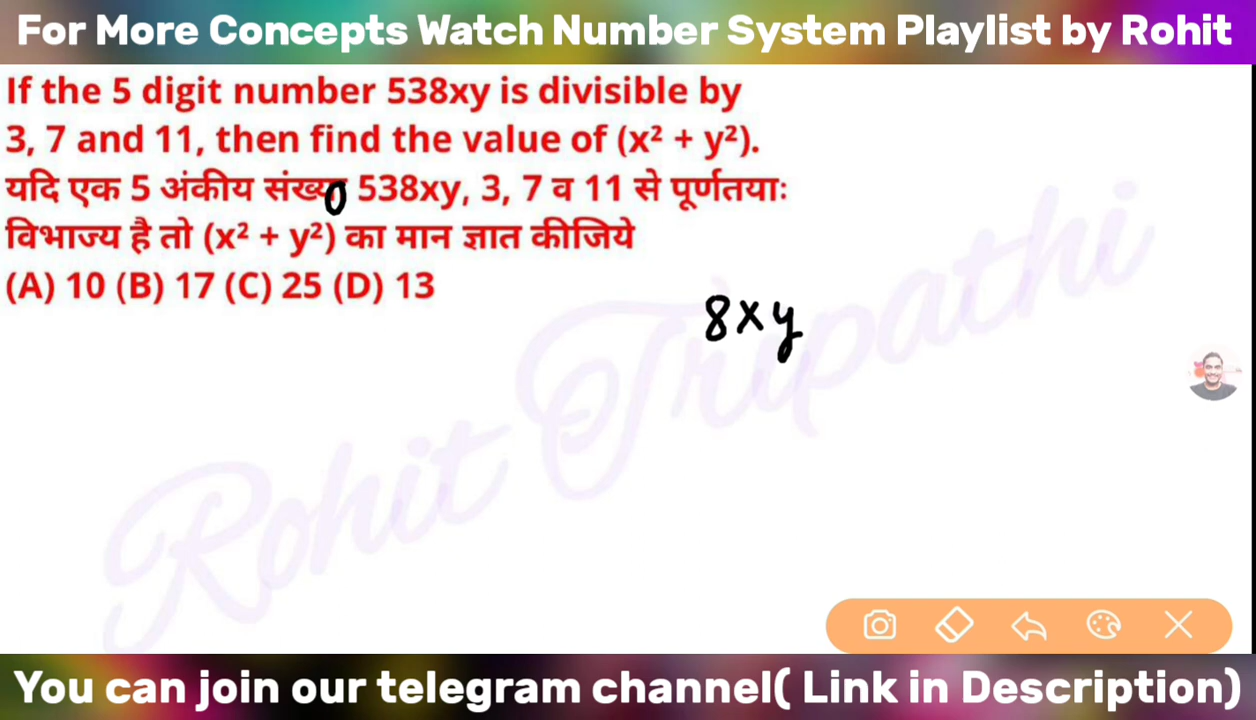 For More Concepts Watch Number System Playlist by Rohit
If the 5 digit number 538xy is divisible by
3, 7 and 11, then find the value of (x² + y²).
यदि एक 5 अंकीय संख्या 538xy, 3, 7 व 11 से पूर्णतयाः
विभाज्य है तो (x² + y²) का मान ज्ञात कीजिये
(A) 10 (B) 17 (C) 25 (D) 13
0
8xy
Rohit Tripathi
You can join our telegram channel( Link in Description)